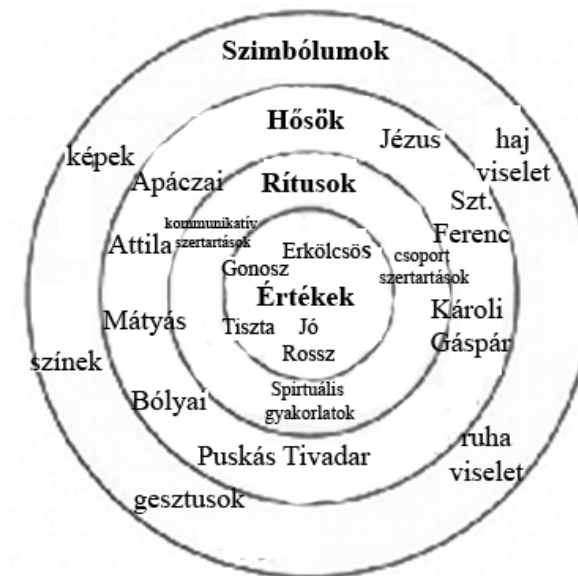 Szimbólumok
Hősök
Jézus
haj
viselet
képek
Apáczai
Rítusok
Szt.
Ferenc
kommunikatív
szertartások
Attila
Erkölcsös
csoport
szertartások
Gonosz
Értékek
Károli
Gáspár
Mátyás
Tiszta
Jó
Rossz
színek
Bólyai
Spirtuális
gyakorlatok
ruha
viselet
Puskás Tivadar
gesztusok